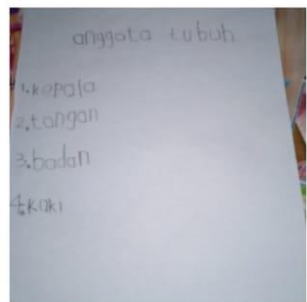 anggota tubuh
1. kepala
2. tangan
3. badan
4. kaki